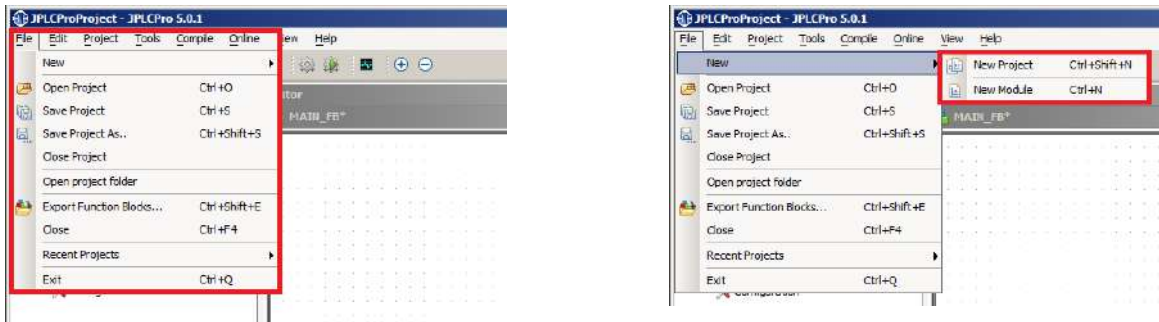 JPLCProProject - JPLCPro 5.0.1
File Edit Project Tools Compile Online View Help
New
Open Project Ctrl+O
Save Project Ctrl+S
Save Project As.. Ctrl+Shift+S
Close Project
Open project folder
Export Function Blocks... Ctrl+Shift+E
Close Ctrl+F4
Recent Projects
Exit Ctrl+Q
MAIN_FB*
JPLCProProject - JPLCPro 5.0.1
File Edit Project Tools Compile Online View Help
New
New Project Ctrl+Shift+N
New Module Ctrl+N
Open Project Ctrl+O
Save Project Ctrl+S
Save Project As.. Ctrl+Shift+S
Close Project
Open project folder
Export Function Blocks... Ctrl+Shift+E
Close Ctrl+F4
Recent Projects
Exit Ctrl+Q
MAIN_FB*